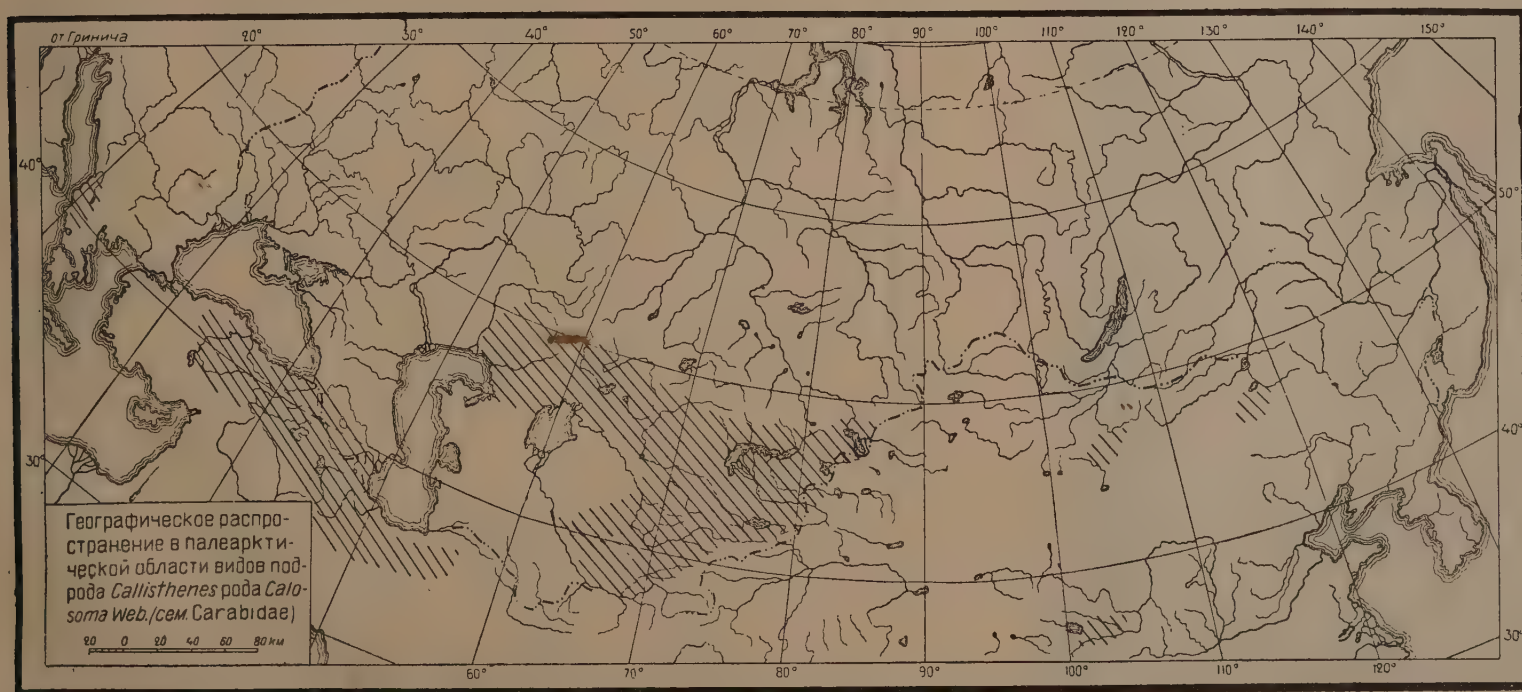 от Гринича 20° 30° 40° 50° 60° 70° 80° 90° 100° 110° 120° 130° 140° 150°
40°
50°
30°
40°
Географическое распро-
странение в палеаркти-
ческой области видов под-
рода Callisthenes рода Calo-
soma Web./сем. Carabidae)
20 0 20 40 60 80 км
30°
60° 70° 80° 90° 100° 110° 120°